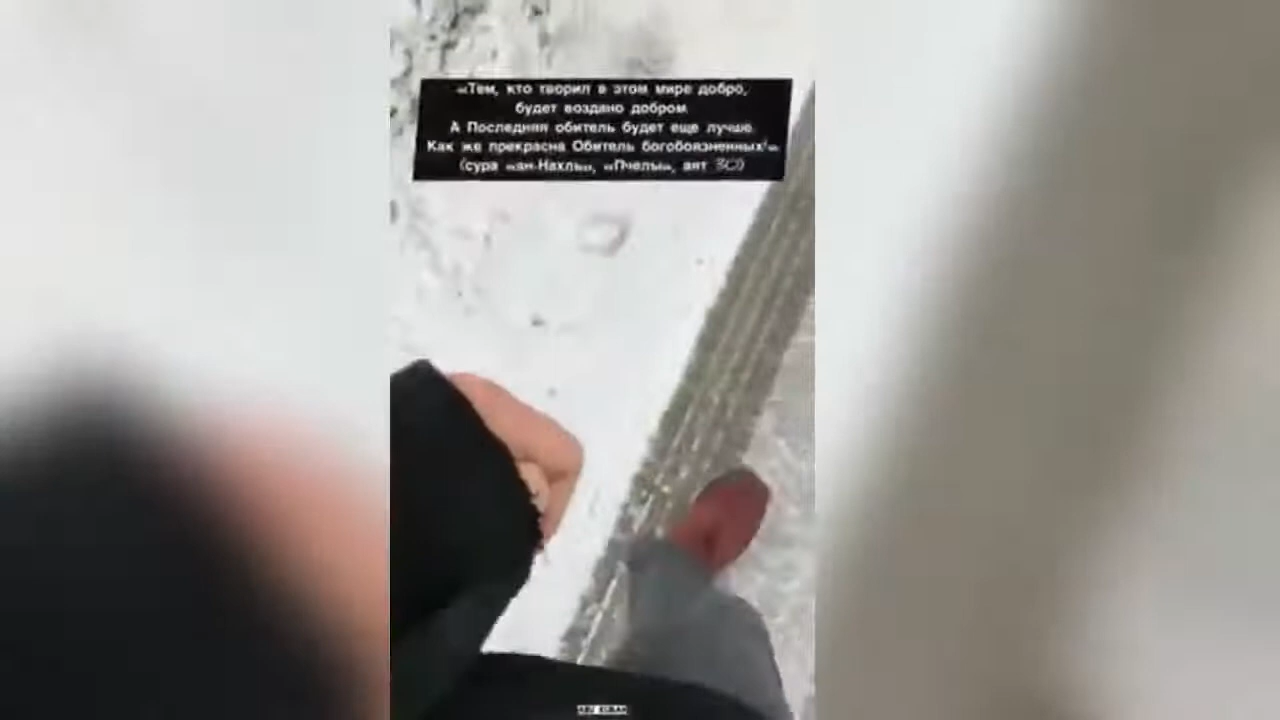 «Тем, кто творил в этом мире добро,
будет воздано добром.
А Последняя обитель будет еще лучше.
Как же прекрасна Обитель богобоязненных!»
(сура «ан-Нахль», «Пчелы», аят 30)